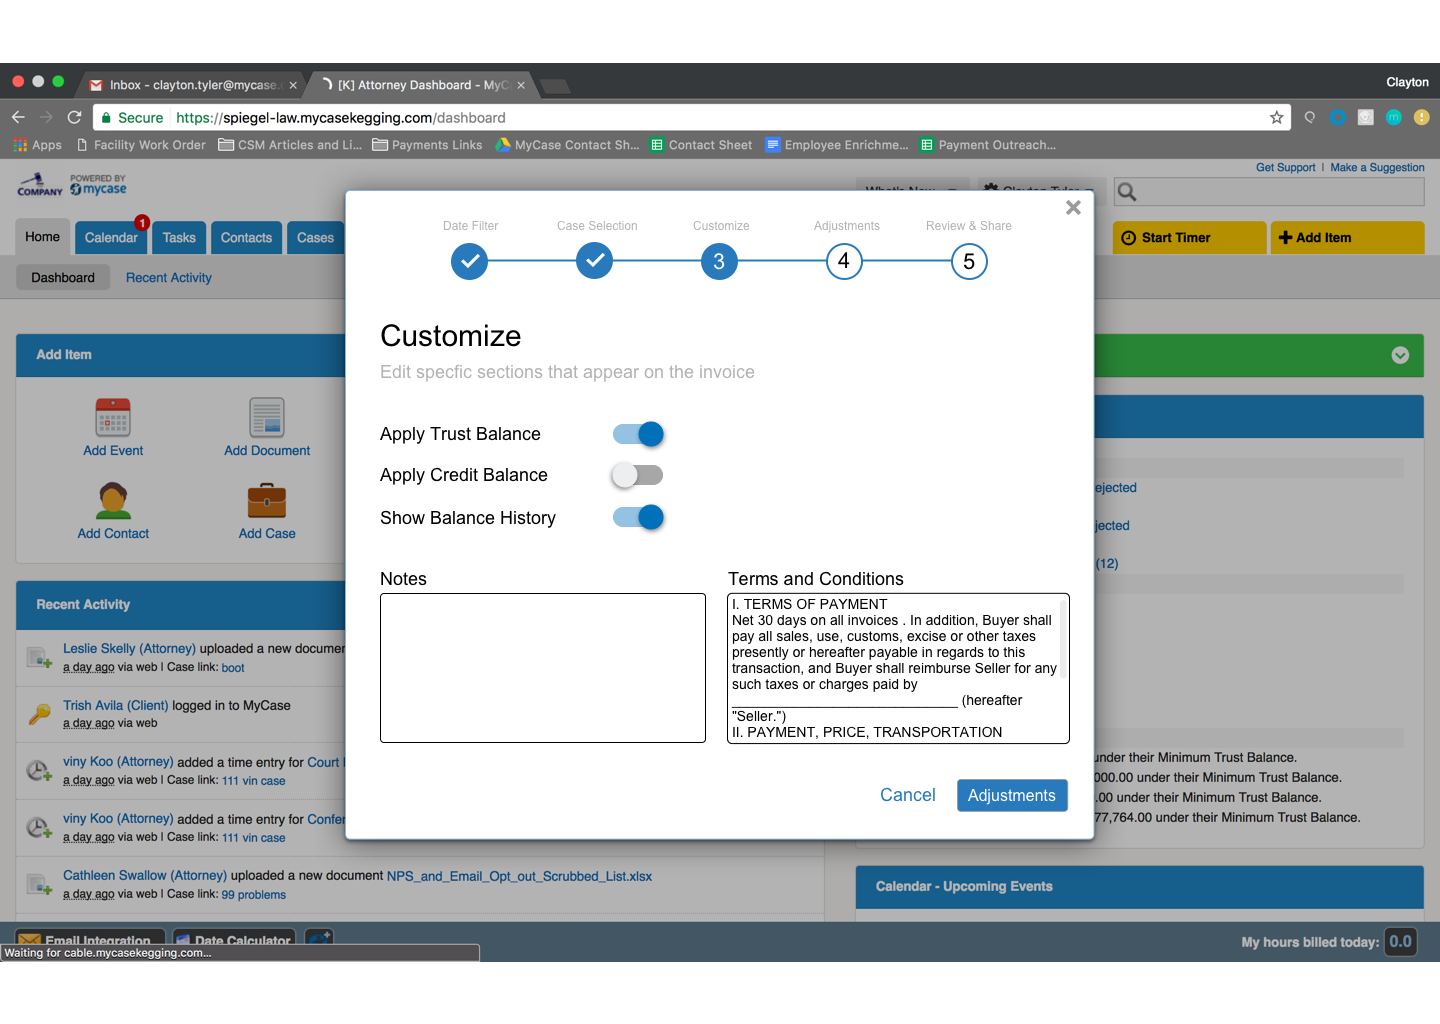 Inbox - clayton.tyler@mycase.
[K] Attorney Dashboard - MyC
Clayton
Secure
https://spiegel-law.mycasekegging.com/dashboard
Apps
Facility Work Order
CSM Articles and Li...
Payments Links
MyCase Contact Sh...
Contact Sheet
Employee Enrichme...
Payment Outreach...
COMPANY
POWERED BY
mycase
Get Support | Make a Suggestion
What's New
Clayton Tyler
Home
Calendar
1
Tasks
Contacts
Cases
Start Timer
Add Item
Dashboard
Recent Activity
Date Filter
Case Selection
Customize
Adjustments
Review & Share
3
4
5
Customize
Edit specfic sections that appear on the invoice
Apply Trust Balance
Apply Credit Balance
Show Balance History
Notes
Terms and Conditions
I. TERMS OF PAYMENT
Net 30 days on all invoices . In addition, Buyer shall
pay all sales, use, customs, excise or other taxes
presently or hereafter payable in regards to this
transaction, and Buyer shall reimburse Seller for any
such taxes or charges paid by
______________________________ (hereafter
"Seller.")
II. PAYMENT, PRICE, TRANSPORTATION
Cancel
Adjustments
Add Item
Add Event
Add Document
Add Contact
Add Case
Recent Activity
Leslie Skelly (Attorney) uploaded a new documen
a day ago via web | Case link: boot
Trish Avila (Client) logged in to MyCase
a day ago via web
viny Koo (Attorney) added a time entry for Court
a day ago via web | Case link: 111 vin case
viny Koo (Attorney) added a time entry for Confer
a day ago via web | Case link: 111 vin case
Cathleen Swallow (Attorney) uploaded a new document NPS_and_Email_Opt_out_Scrubbed_List.xlsx
a day ago via web | Case link: 99 problems
ejected
jected
(12)
under their Minimum Trust Balance.
000.00 under their Minimum Trust Balance.
.00 under their Minimum Trust Balance.
77,764.00 under their Minimum Trust Balance.
Calendar - Upcoming Events
Email Integration
Date Calculator
My hours billed today: 0.0
Waiting for cable.mycasekegging.com...